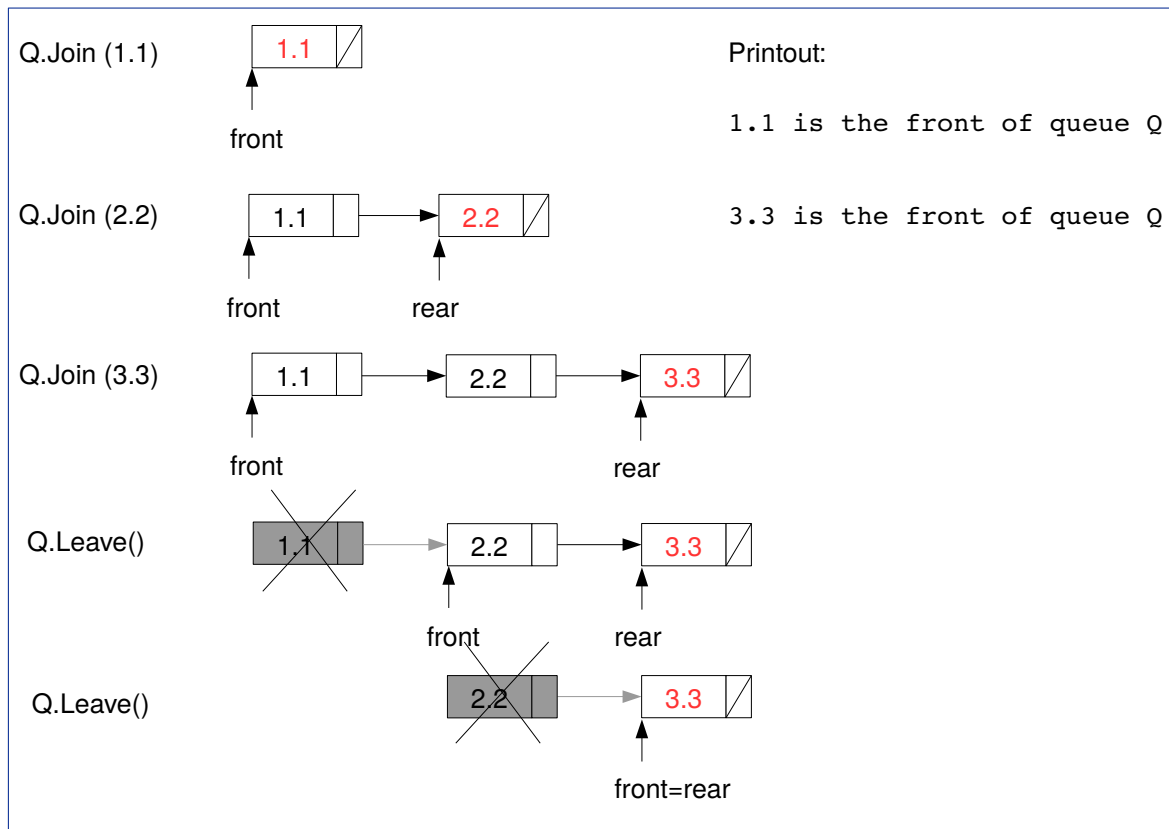 Q.Join (1.1)
1.1
front
Printout:
1.1 is the front of queue Q
3.3 is the front of queue Q
Q.Join (2.2)
1.1 2.2
front rear
Q.Join (3.3)
1.1 2.2 3.3
front rear
Q.Leave()
1.1 2.2 3.3
front rear
Q.Leave()
2.2 3.3
front=rear